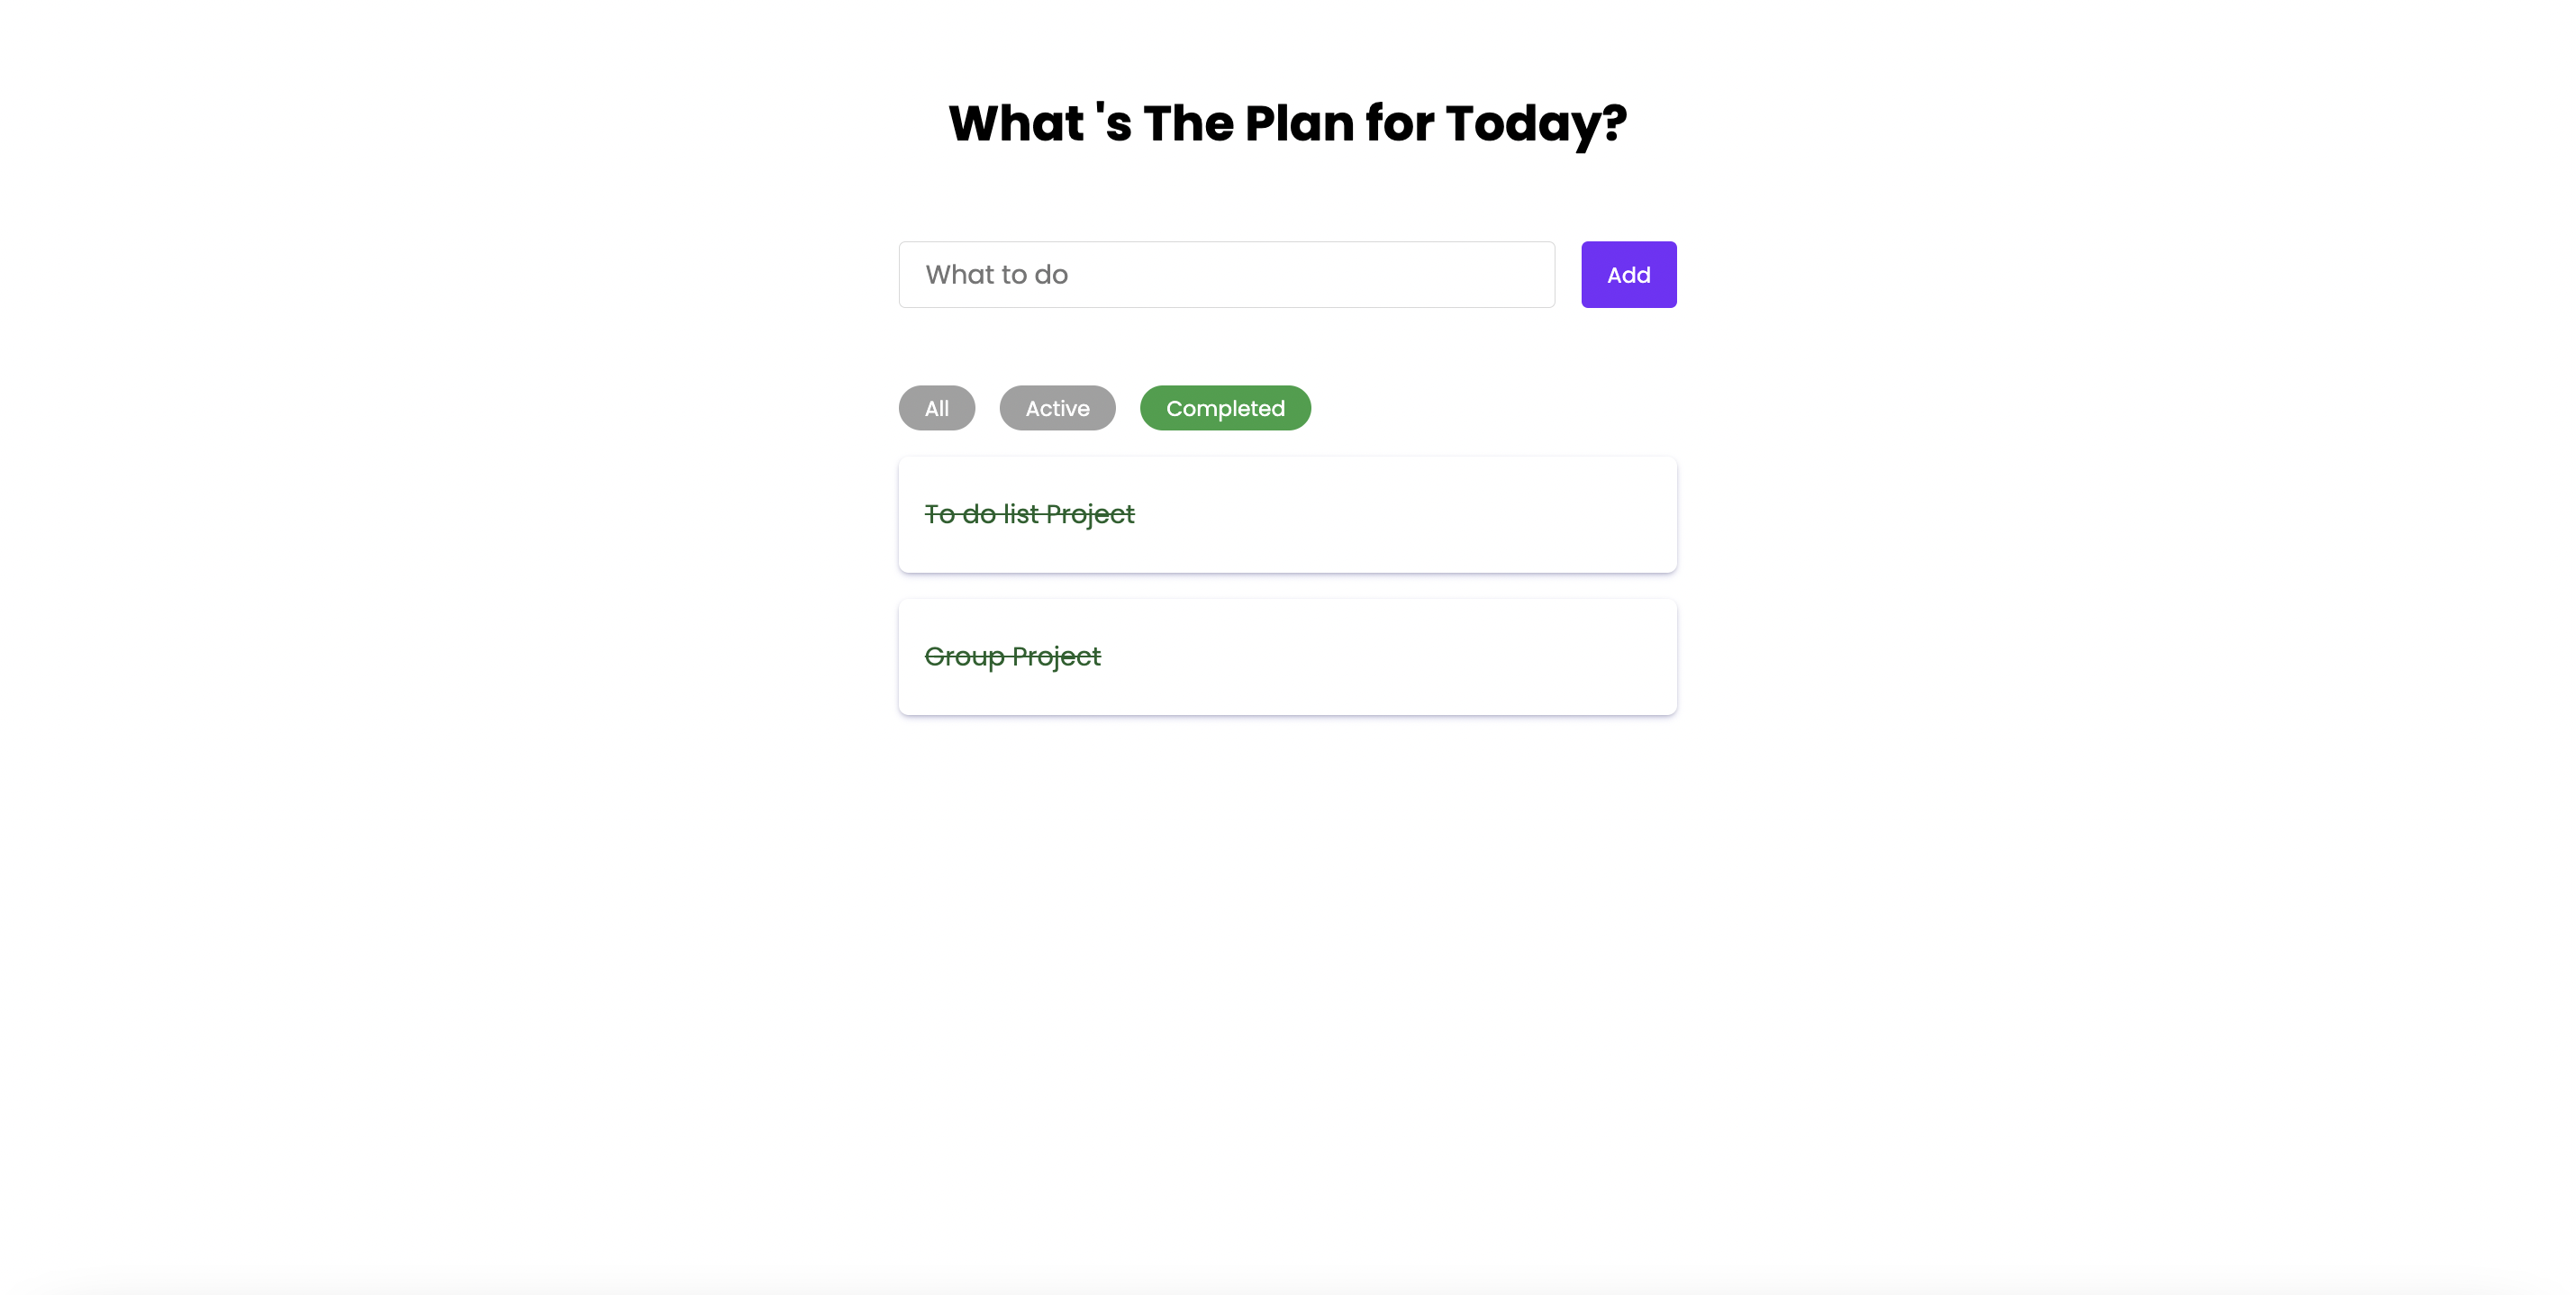 What 's The Plan for Today?
What to do
Add
All Active Completed
To do list Project
Group Project